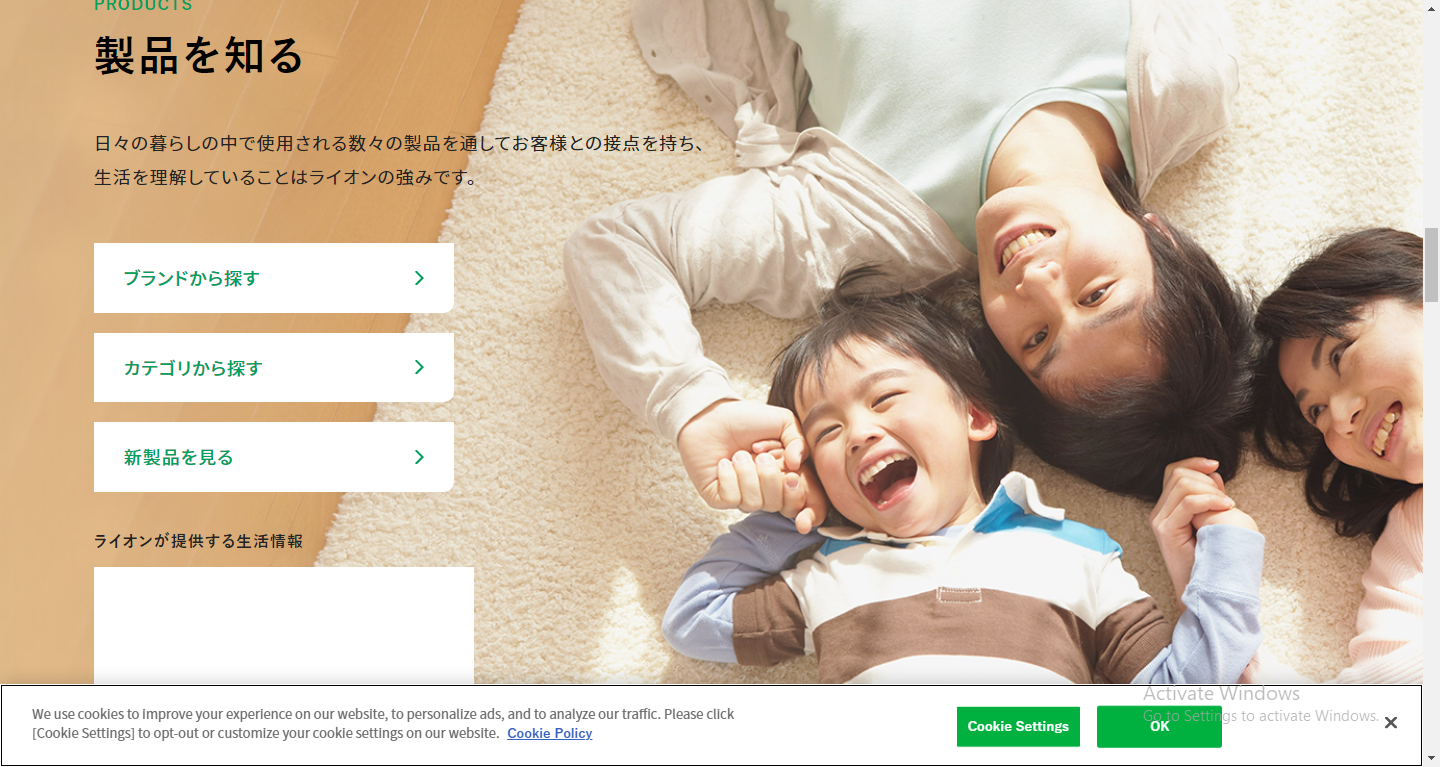 PRODUCTS
製品を知る
日々の暮らしの中で使用される数々の製品を通してお客様との接点を持ち、
生活を理解していることはライオンの強みです。
ブランドから探す
カテゴリから探す
新製品を見る
ライオンが提供する生活情報
We use cookies to improve your experience on our website, to personalize ads, and to analyze our traffic. Please click
[Cookie Settings] to opt-out or customize your cookie settings on our website. Cookie Policy
Cookie Settings
OK
Activate Windows
Go to Settings to activate Windows.